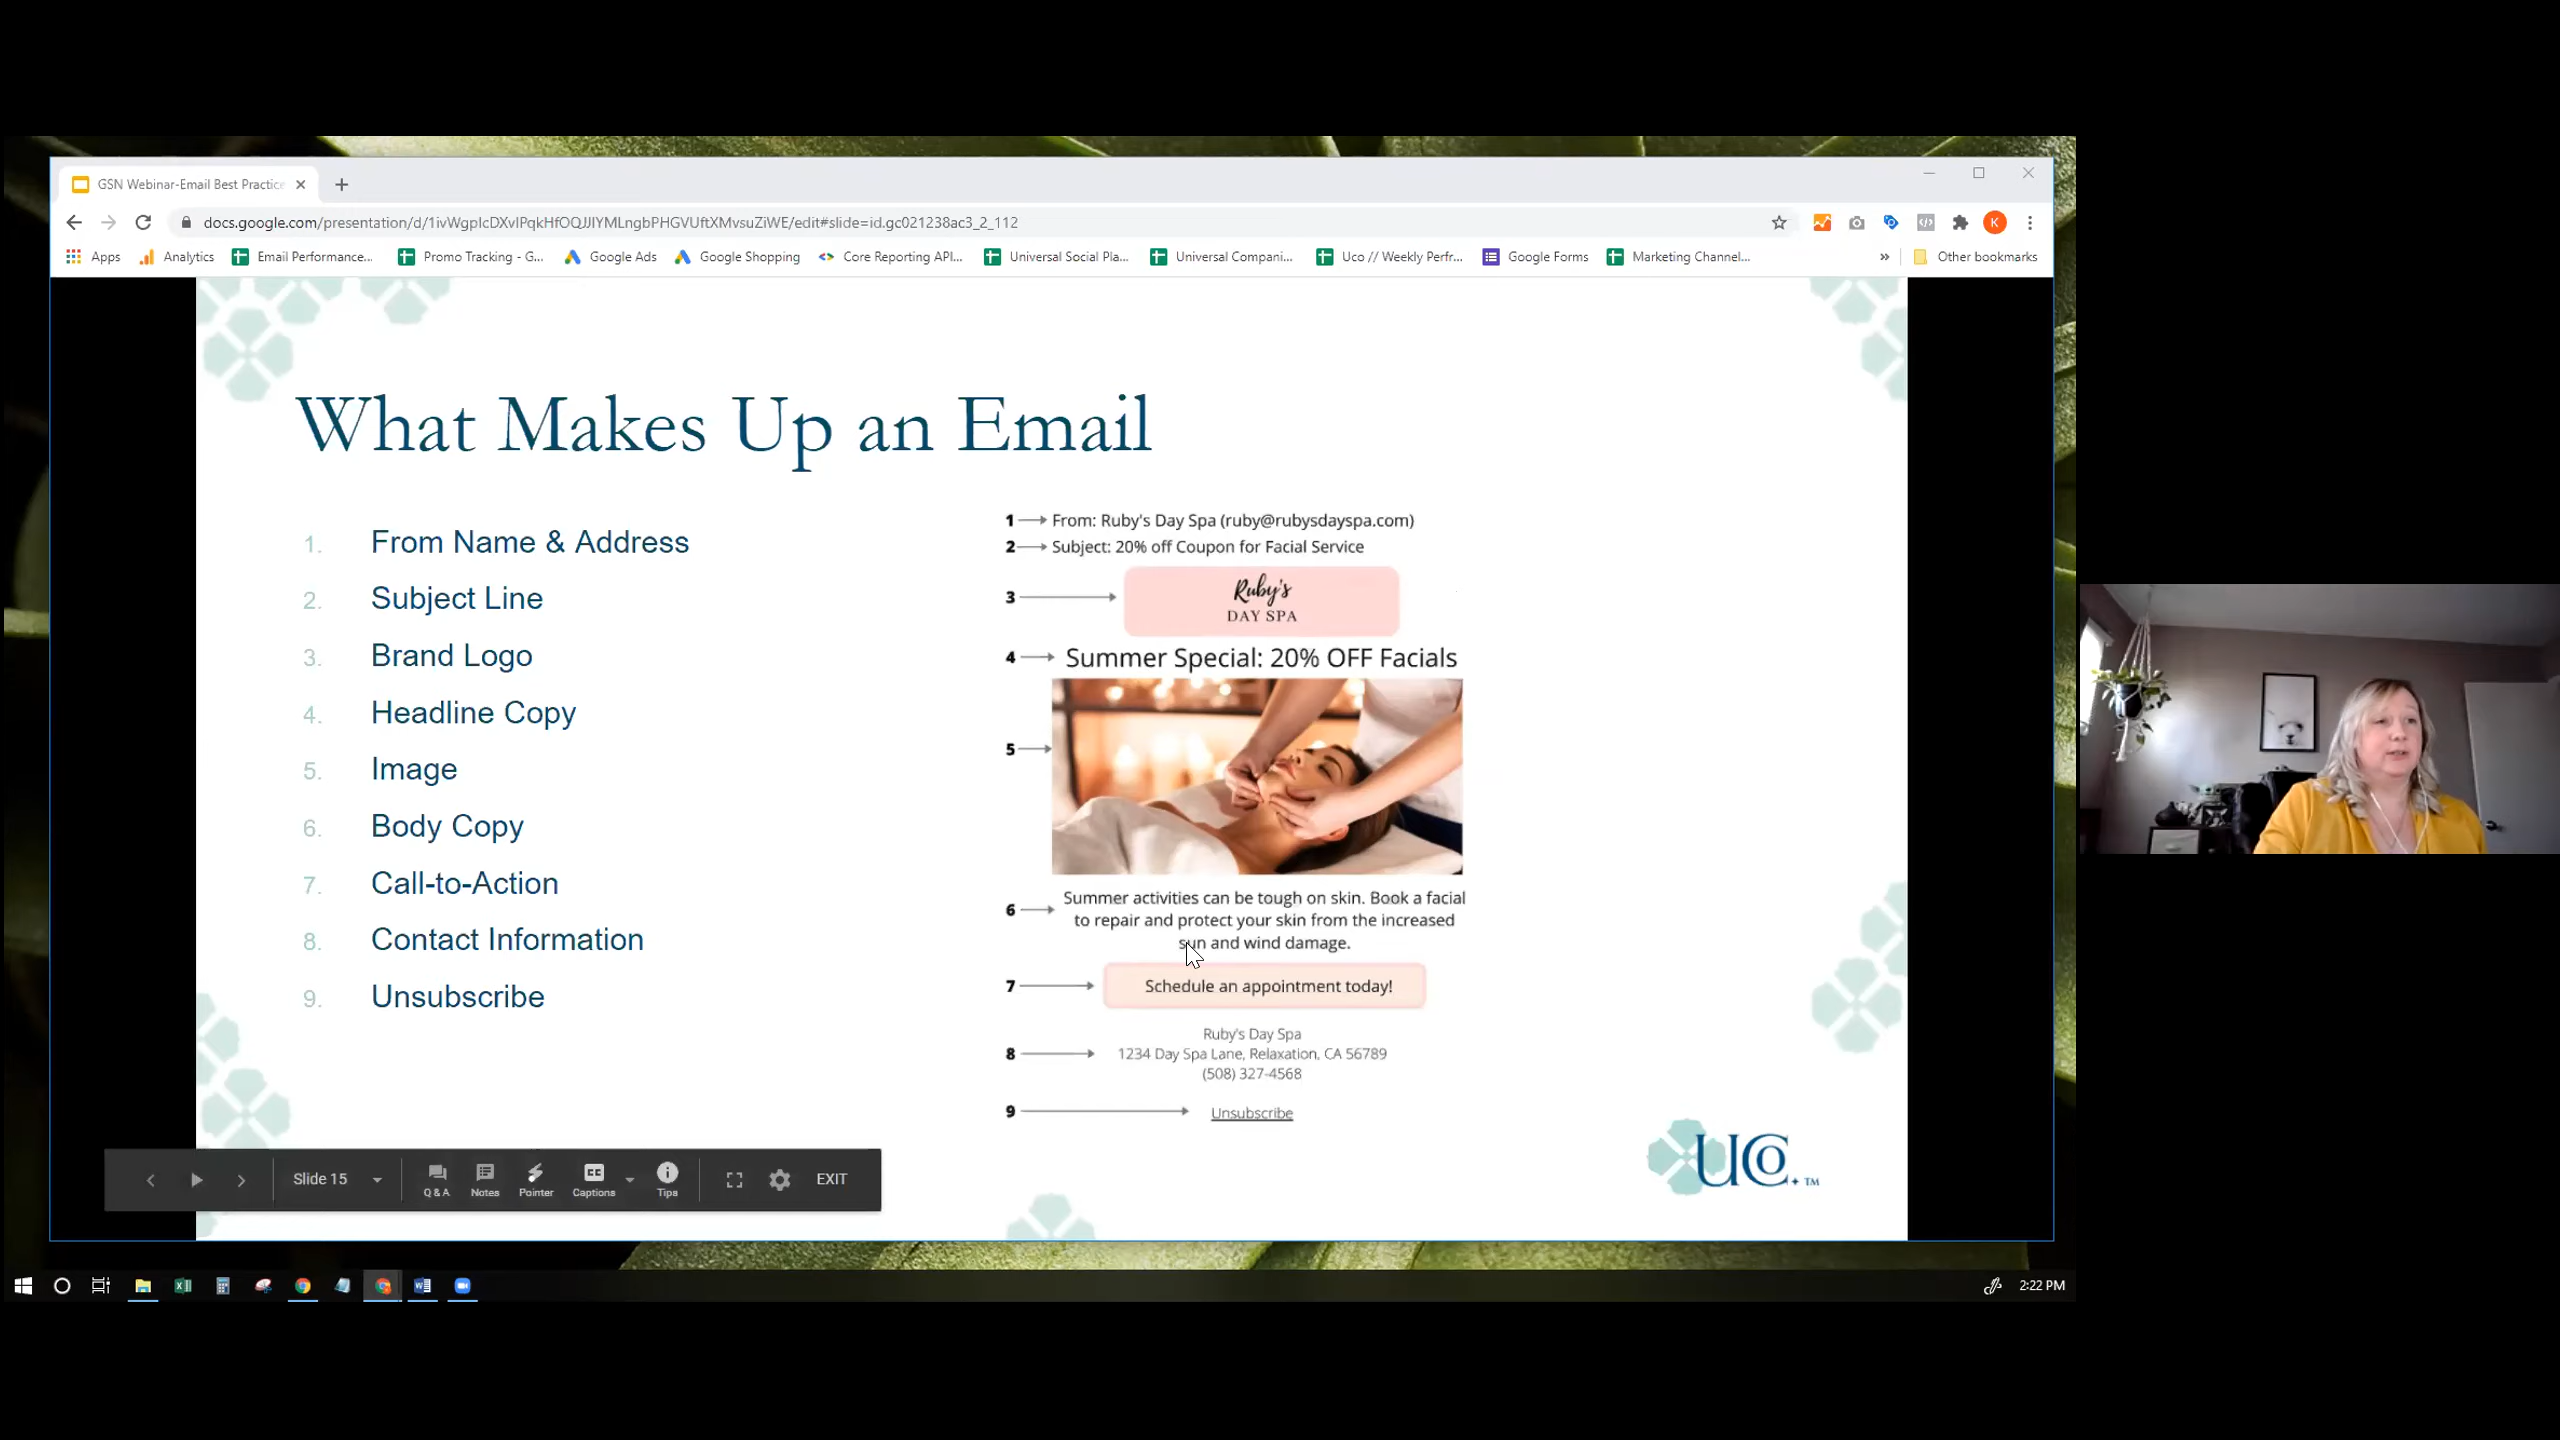 GSN Webinar-Email Best Practice
docs.google.com/presentation/d/1ivWgpIcDXvIPqkHfOQJJIYMLngbPHGVUftXMvsuZiWE/edit#slide=id.gc021238ac3_2_112
K
Apps Analytics Email Performance... Promo Tracking - G... Google Ads Google Shopping Core Reporting API... Universal Social Pla... Universal Compani... Uco // Weekly Perfr... Google Forms Marketing Channel... » Other bookmarks
What Makes Up an Email
1. From Name & Address
2. Subject Line
3. Brand Logo
4. Headline Copy
5. Image
6. Body Copy
7. Call-to-Action
8. Contact Information
9. Unsubscribe
1 From: Ruby's Day Spa (ruby@rubysdayspa.com)
2 Subject: 20% off Coupon for Facial Service
3 Ruby's
DAY SPA
4 Summer Special: 20% OFF Facials
5
6 Summer activities can be tough on skin. Book a facial
to repair and protect your skin from the increased
sun and wind damage.
7 Schedule an appointment today!
Ruby's Day Spa
8 1234 Day Spa Lane, Relaxation, CA 56789
(508) 327-4568
9 Unsubscribe
UCo ™
Slide 15 Q & A Notes Pointer CC Captions Tips EXIT
2:22 PM